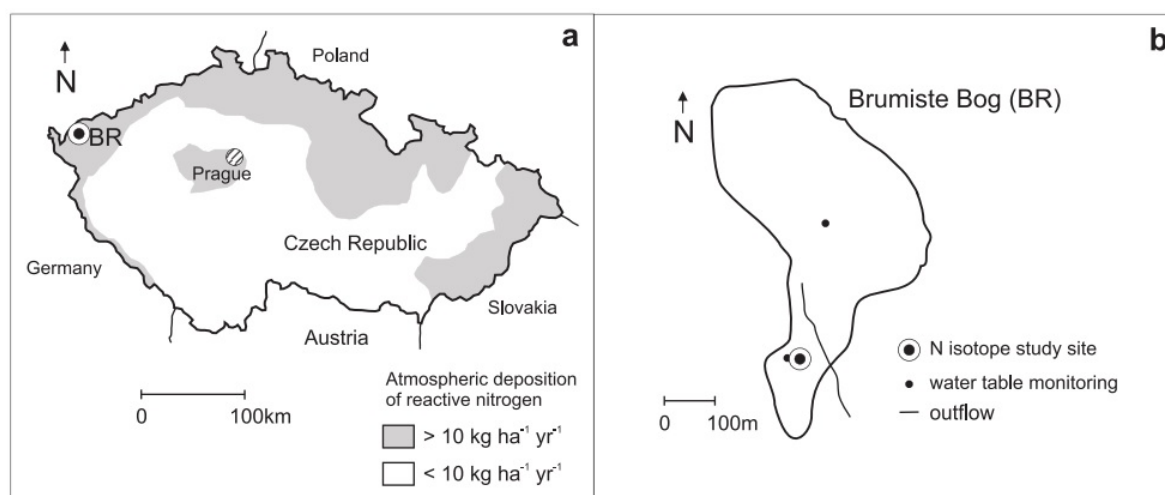 a
N
Poland
BR
Prague
Czech Republic
Germany
Slovakia
Austria
0 100km
Atmospheric deposition
of reactive nitrogen
> 10 kg ha⁻¹ yr⁻¹
< 10 kg ha⁻¹ yr⁻¹
b
Brumiste Bog (BR)
N
N isotope study site
water table monitoring
outflow
0 100m